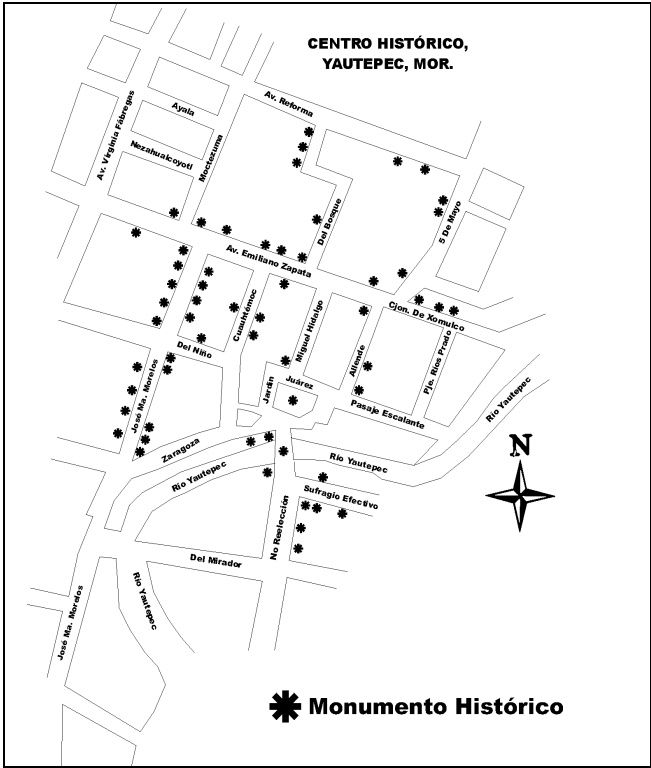 CENTRO HISTÓRICO,
YAUTEPEC, MOR.
Av. Reforma
Ayala
Av. Virginia Fábregas
Nezahualcoyotl
Moctezuma
Del Bosque
5 De Mayo
Av. Emiliano Zapata
Cjon. De Xomulco
Cuauhtémoc
Miguel Hidalgo
Allende
Pje. Rios Prado
Del Niño
José Ma. Morelos
Jardín
Juárez
Pasaje Escalante
Río Yautepec
Zaragoza
Río Yautepec
Río Yautepec
N
Sufragio Efectivo
No Reelección
Del Mirador
Río Yautepec
José Ma. Morelos
Monumento Histórico